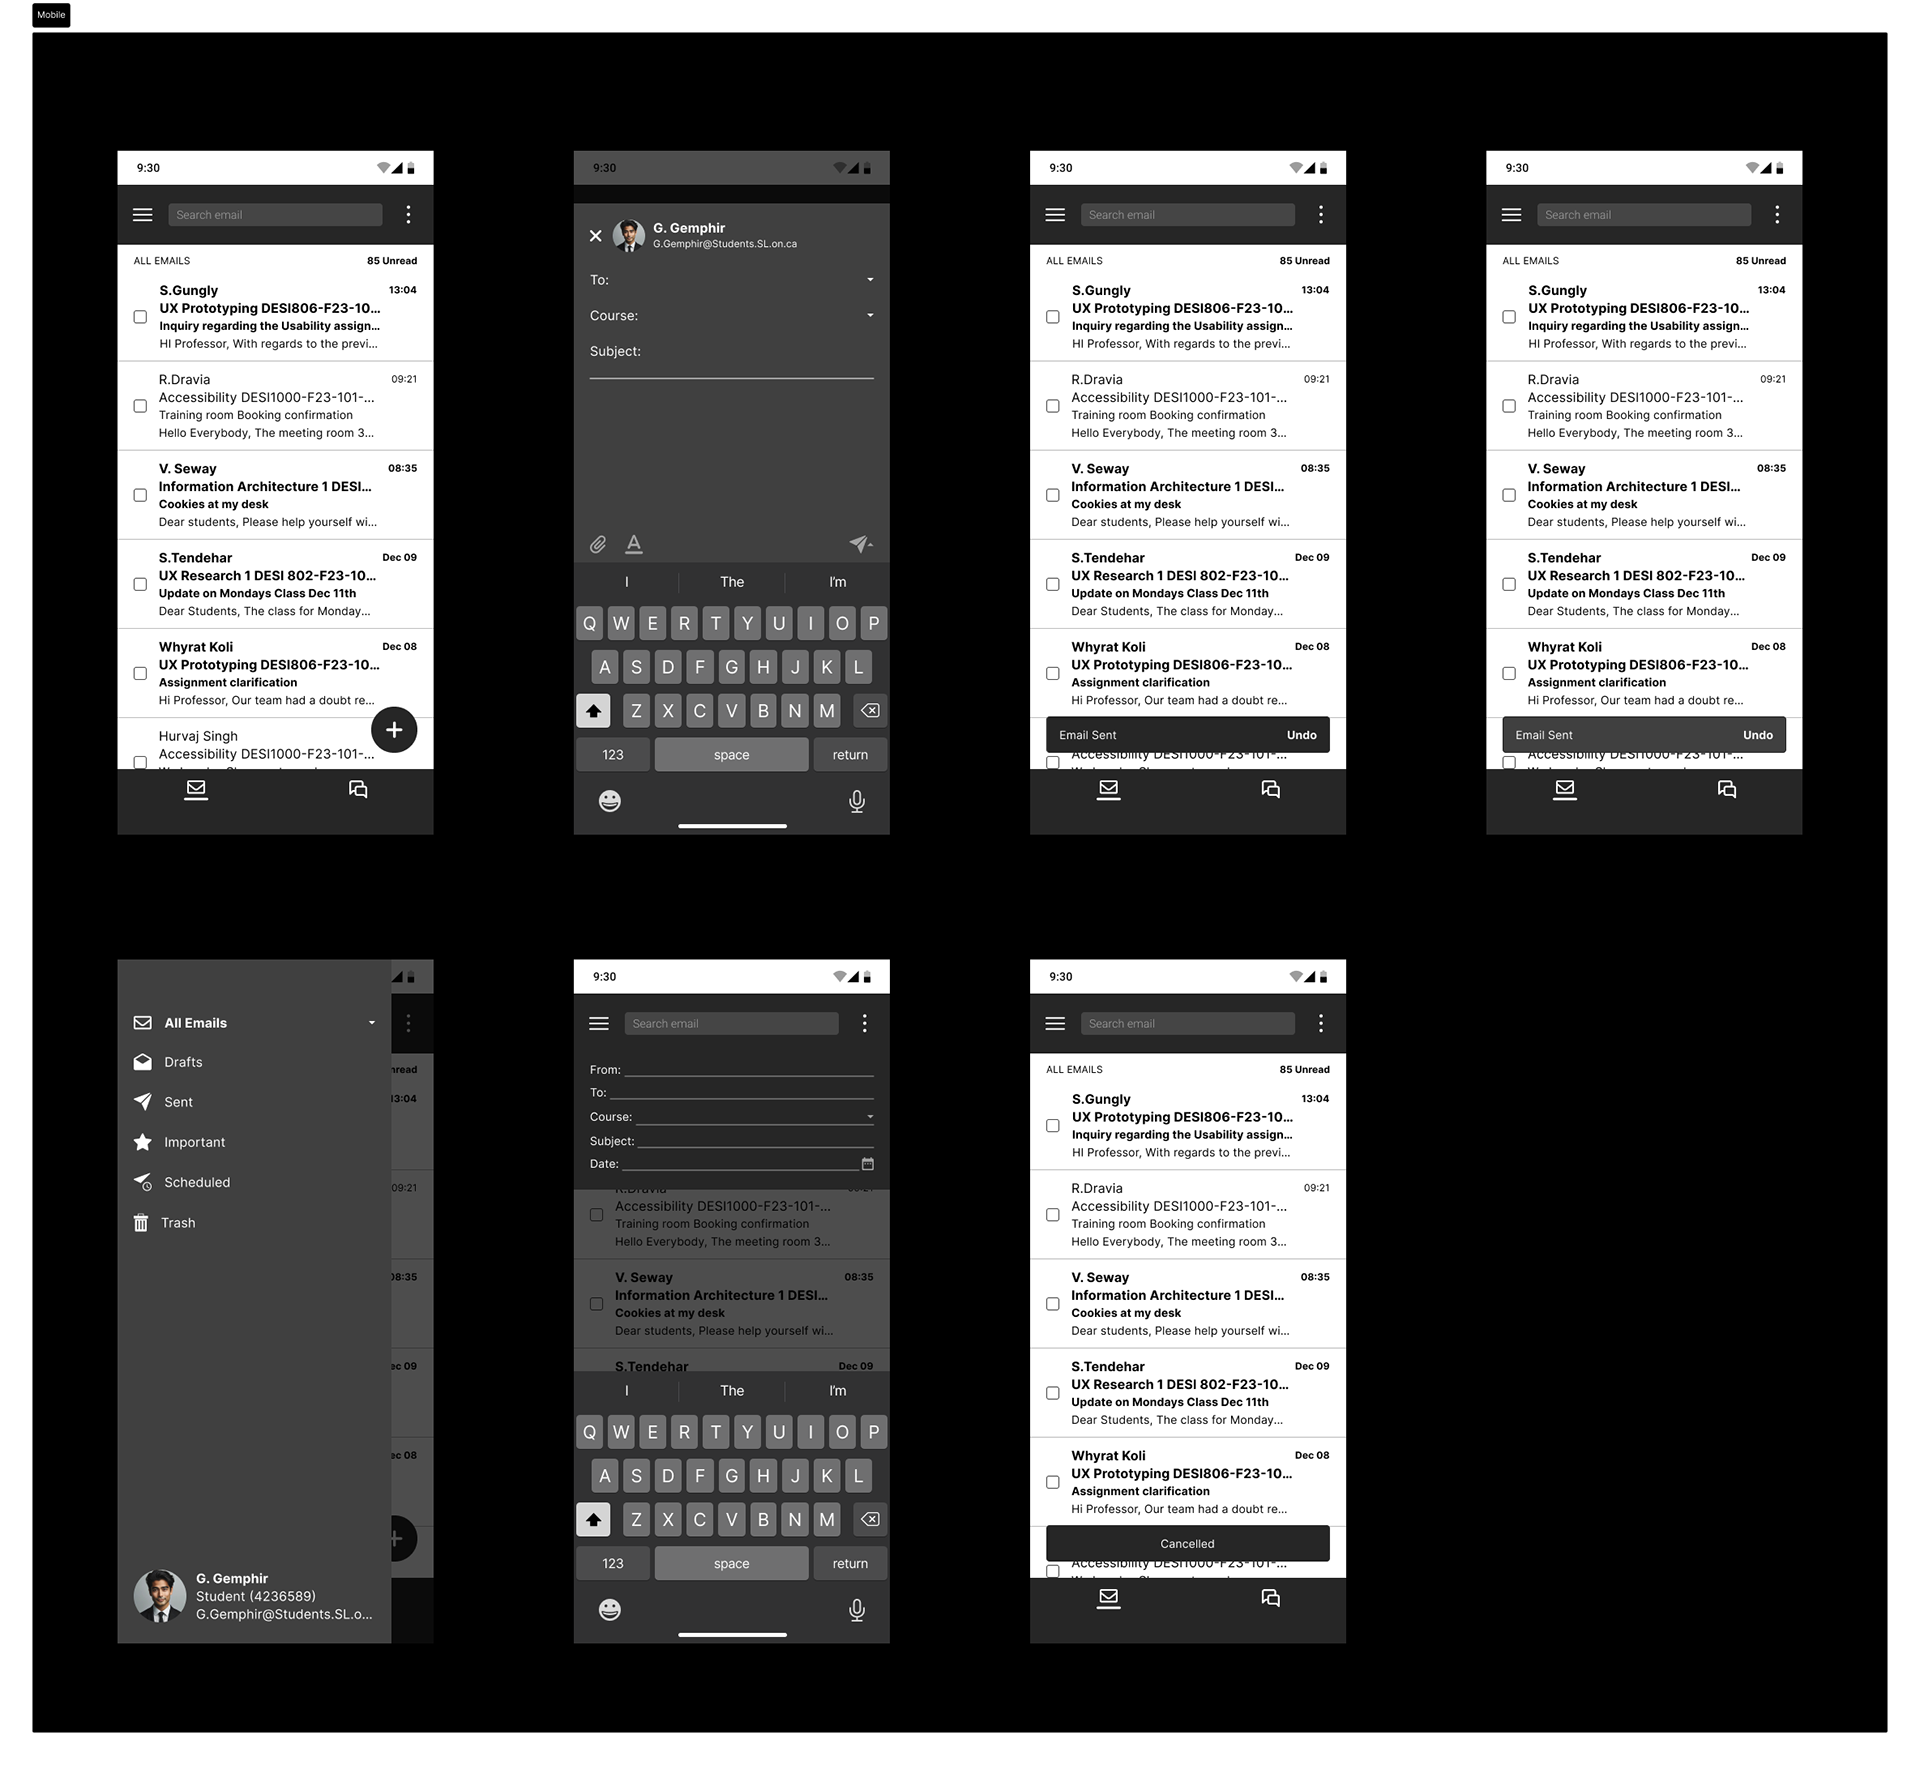 Mobile
9:30
Search email
ALL EMAILS 85 Unread
S.Gungly 13:04
UX Prototyping DESI806-F23-10...
Inquiry regarding the Usability assign...
HI Professor, With regards to the previ...
R.Dravia 09:21
Accessibility DESI1000-F23-101-...
Training room Booking confirmation
Hello Everybody, The meeting room 3...
V. Seway 08:35
Information Architecture 1 DESI...
Cookies at my desk
Dear students, Please help yourself wi...
S.Tendehar Dec 09
UX Research 1 DESI 802-F23-10...
Update on Mondays Class Dec 11th
Dear Students, The class for Monday...
Whyrat Koli Dec 08
UX Prototyping DESI806-F23-10...
Assignment clarification
Hi Professor, Our team had a doubt re...
Hurvaj Singh
Accessibility DESI1000-F23-101-...
9:30
G. Gemphir
G.Gemphir@Students.SL.on.ca
To:
Course:
Subject:
I The I'm
Q W E R T Y U I O P
A S D F G H J K L
Z X C V B N M
123 space return
9:30
Search email
ALL EMAILS 85 Unread
S.Gungly 13:04
UX Prototyping DESI806-F23-10...
Inquiry regarding the Usability assign...
HI Professor, With regards to the previ...
R.Dravia 09:21
Accessibility DESI1000-F23-101-...
Training room Booking confirmation
Hello Everybody, The meeting room 3...
V. Seway 08:35
Information Architecture 1 DESI...
Cookies at my desk
Dear students, Please help yourself wi...
S.Tendehar Dec 09
UX Research 1 DESI 802-F23-10...
Update on Mondays Class Dec 11th
Dear Students, The class for Monday...
Whyrat Koli Dec 08
UX Prototyping DESI806-F23-10...
Assignment clarification
Hi Professor, Our team had a doubt re...
Email Sent Undo
Accessibility DESI1000-F23-101-...
9:30
Search email
ALL EMAILS 85 Unread
S.Gungly 13:04
UX Prototyping DESI806-F23-10...
Inquiry regarding the Usability assign...
HI Professor, With regards to the previ...
R.Dravia 09:21
Accessibility DESI1000-F23-101-...
Training room Booking confirmation
Hello Everybody, The meeting room 3...
V. Seway 08:35
Information Architecture 1 DESI...
Cookies at my desk
Dear students, Please help yourself wi...
S.Tendehar Dec 09
UX Research 1 DESI 802-F23-10...
Update on Mondays Class Dec 11th
Dear Students, The class for Monday...
Whyrat Koli Dec 08
UX Prototyping DESI806-F23-10...
Assignment clarification
Hi Professor, Our team had a doubt re...
Email Sent Undo
Accessibility DESI1000-F23-101-...
All Emails
Drafts
Sent
Important
Scheduled
Trash
nread
13:04
09:21
08:35
ec 09
ec 08
G. Gemphir
Student (4236589)
G.Gemphir@Students.SL.o...
9:30
Search email
From:
To:
Course:
Subject:
Date:
R.Dravia 09:21
Accessibility DESI1000-F23-101-...
Training room Booking confirmation
Hello Everybody, The meeting room 3...
V. Seway 08:35
Information Architecture 1 DESI...
Cookies at my desk
Dear students, Please help yourself wi...
S.Tendehar Dec 09
I The I'm
Q W E R T Y U I O P
A S D F G H J K L
Z X C V B N M
123 space return
9:30
Search email
ALL EMAILS 85 Unread
S.Gungly 13:04
UX Prototyping DESI806-F23-10...
Inquiry regarding the Usability assign...
HI Professor, With regards to the previ...
R.Dravia 09:21
Accessibility DESI1000-F23-101-...
Training room Booking confirmation
Hello Everybody, The meeting room 3...
V. Seway 08:35
Information Architecture 1 DESI...
Cookies at my desk
Dear students, Please help yourself wi...
S.Tendehar Dec 09
UX Research 1 DESI 802-F23-10...
Update on Mondays Class Dec 11th
Dear Students, The class for Monday...
Whyrat Koli Dec 08
UX Prototyping DESI806-F23-10...
Assignment clarification
Hi Professor, Our team had a doubt re...
Cancelled
Accessibility DESI1000-F23-101-...